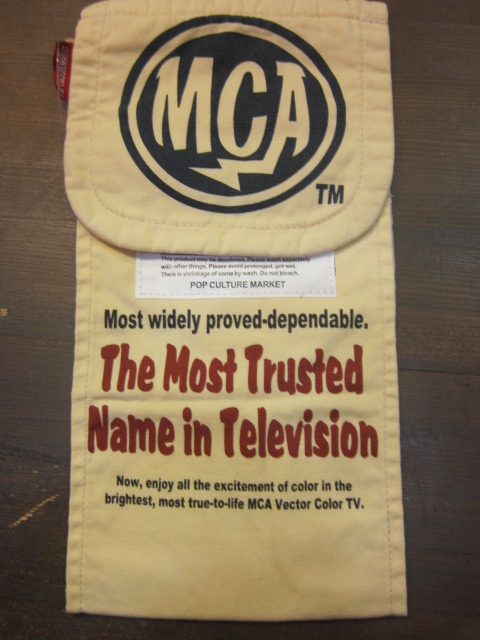 MCA
TM
This product may be decolored. Please wash separately
with other things. Please avoid prolonged, got wet.
There is shrinkage of some by wash. Do not bleach.
POP CULTURE MARKET
Most widely proved-dependable.
The Most Trusted
Name in Television
Now, enjoy all the excitement of color in the
brightest, most true-to-life MCA Vector Color TV.